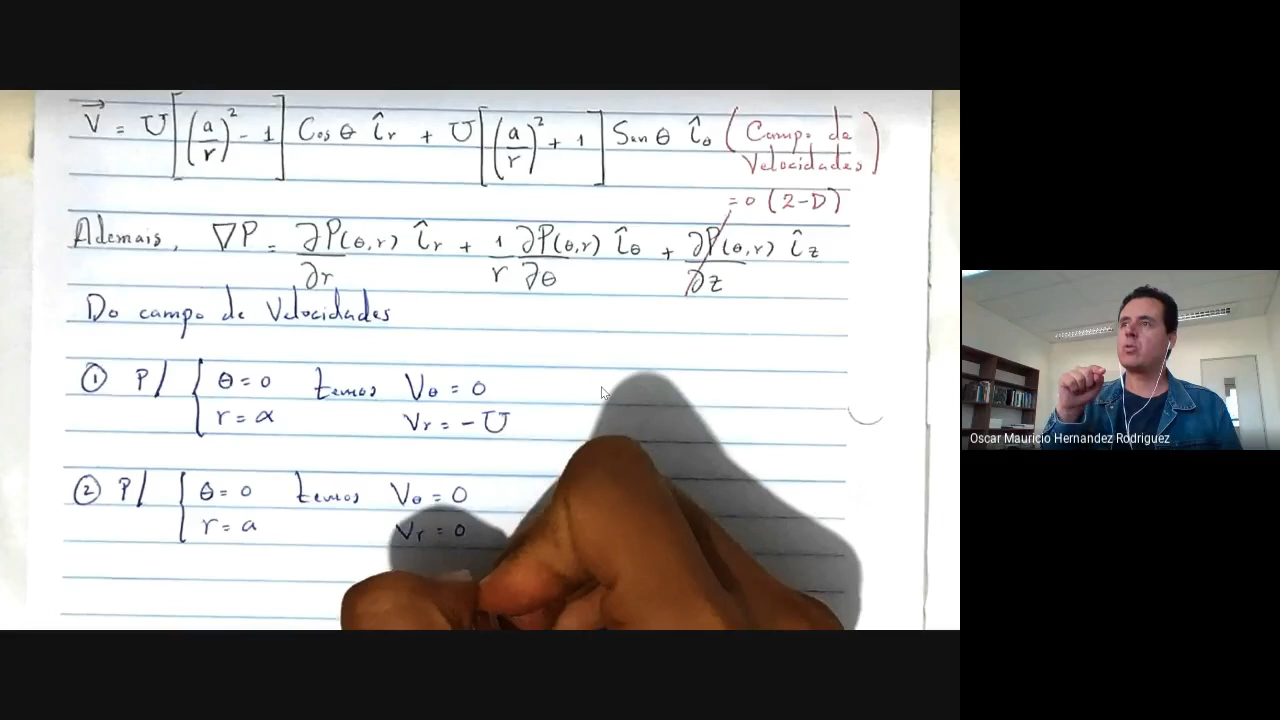 V⃗ = U[(a/r)² - 1] Cos θ î_r + U[(a/r)² + 1] Sen θ î_θ (Campo de Velocidades)
= 0 (2-D)
Ademais, ∇P = ∂P(θ,r)/∂r î_r + 1/r ∂P(θ,r)/∂θ î_θ + ∂P(θ,r)/∂z î_z
Do campo de Velocidades
① P/ { θ = 0 temos V_θ = 0
r = α V_r = - U
② P/ { θ = 0 temos V_θ = 0
r = a V_r = 0
Oscar Mauricio Hernandez Rodriguez